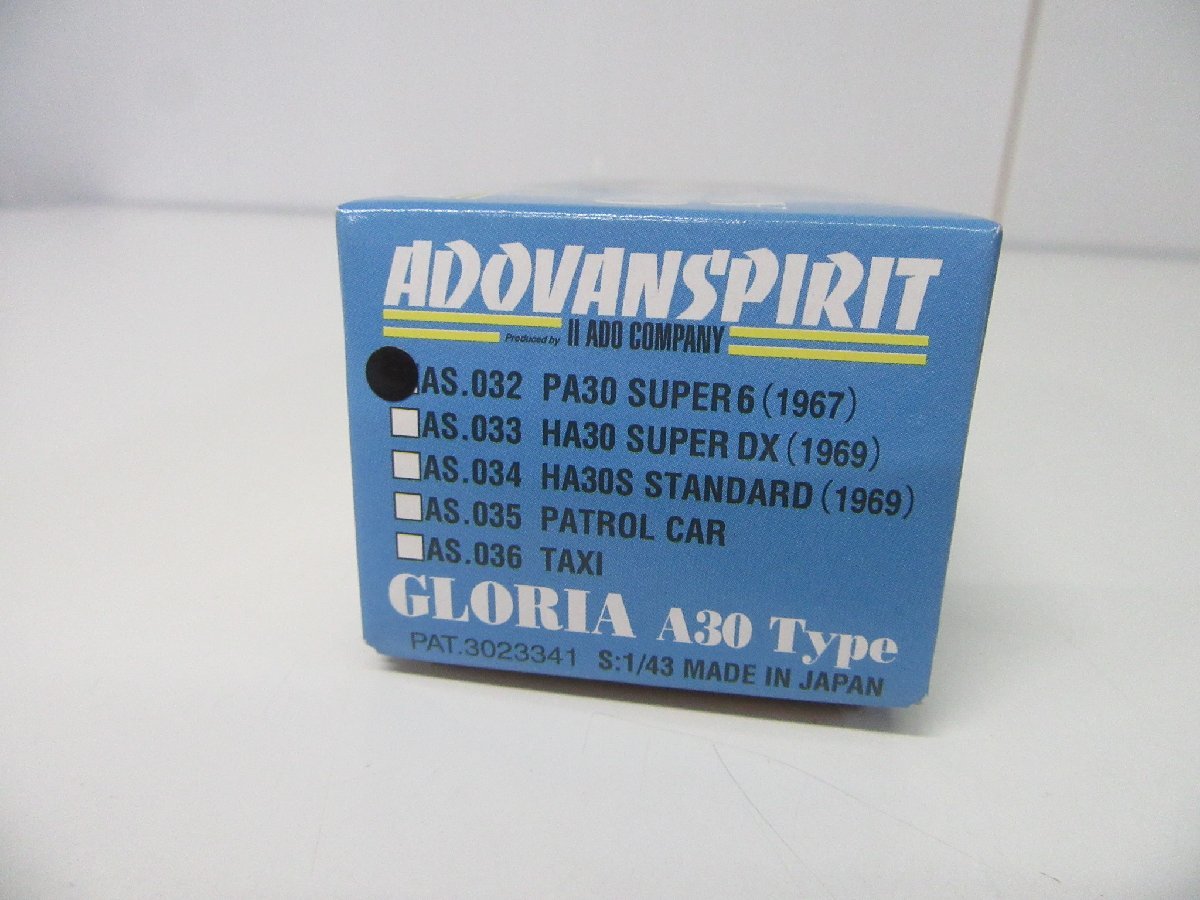 ADOVANSPIRIT
Produced by II ADO COMPANY
AS.032 PA30 SUPER 6 (1967)
AS.033 HA30 SUPER DX (1969)
AS.034 HA30S STANDARD (1969)
AS.035 PATROL CAR
AS.036 TAXI
GLORIA A30 Type
PAT.3023341 S:1/43 MADE IN JAPAN